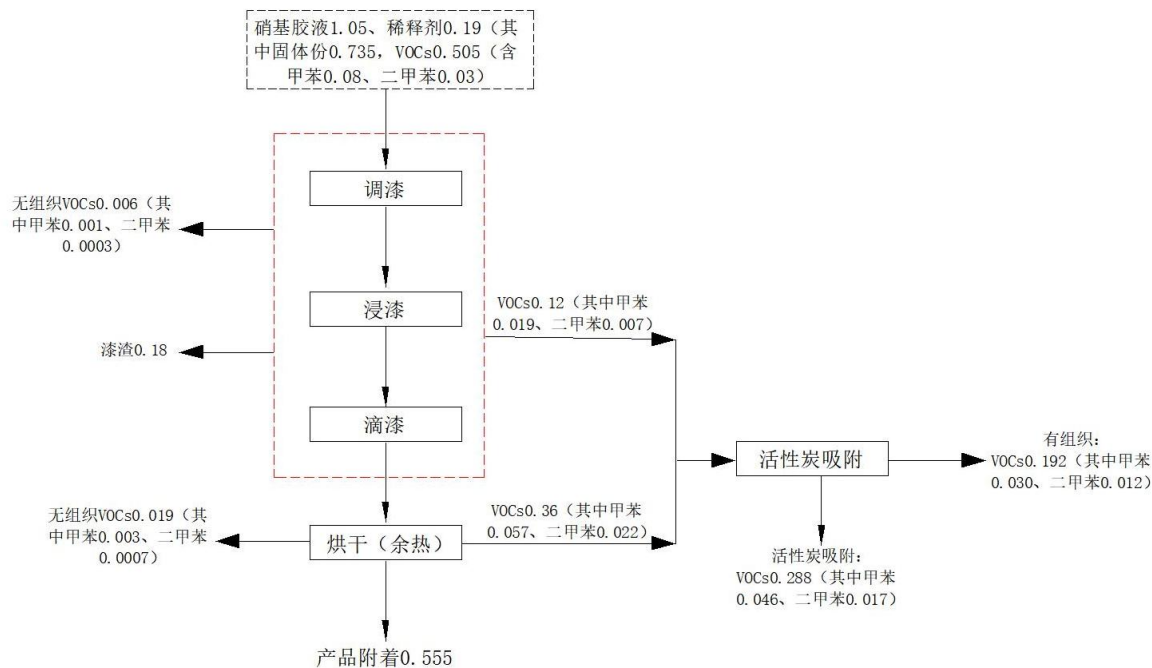 硝基胶液1.05、稀释剂0.19（其
中固体份0.735，VOCs0.505（含
甲苯0.08、二甲苯0.03）
调漆
无组织VOCs0.006（其
中甲苯0.001、二甲苯
0.0003）
浸漆
VOCs0.12（其中甲苯
0.019、二甲苯0.007）
漆渣0.18
滴漆
活性炭吸附
有组织：
VOCs0.192（其中甲苯
0.030、二甲苯0.012）
无组织VOCs0.019（其
中甲苯0.003、二甲苯
0.0007）
烘干（余热）
VOCs0.36（其中甲苯
0.057、二甲苯0.022）
活性炭吸附：
VOCs0.288（其中甲苯
0.046、二甲苯0.017）
产品附着0.555